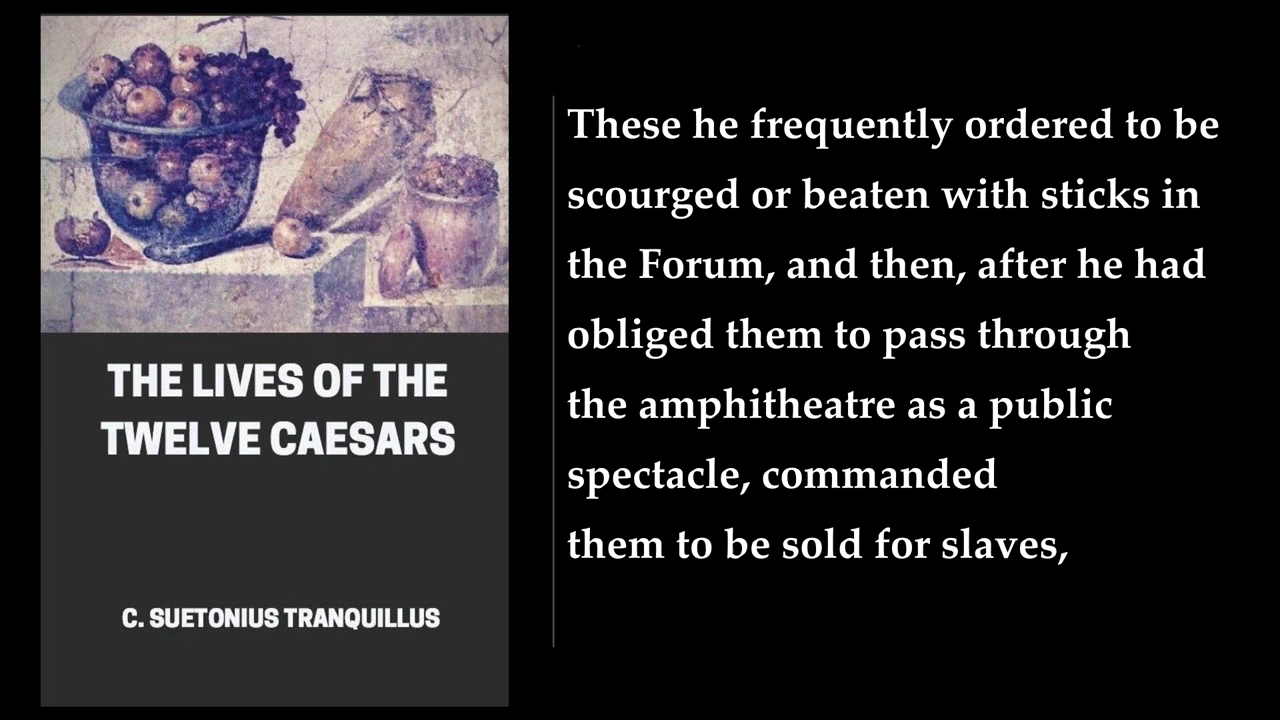 THE LIVES OF THE
TWELVE CAESARS
C. SUETONIUS TRANQUILLUS
These he frequently ordered to be
scourged or beaten with sticks in
the Forum, and then, after he had
obliged them to pass through
the amphitheatre as a public
spectacle, commanded
them to be sold for slaves,